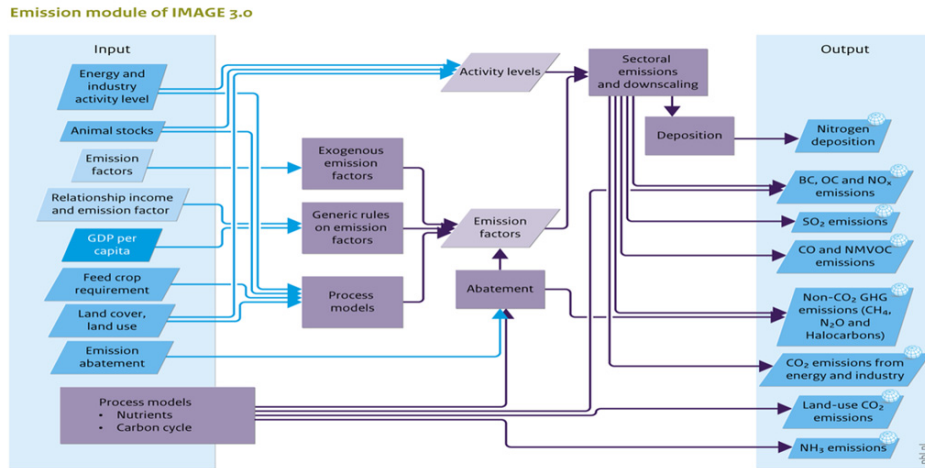 Emission module of IMAGE 3.0
Input
Energy and
industry
activity level
Animal stocks
Emission
factors
Relationship income
and emission factor
GDP per
capita
Feed crop
requirement
Land cover,
land use
Emission
abatement
Process models
• Nutrients
• Carbon cycle
Exogenous
emission
factors
Generic rules
on emission
factors
Process
models
Activity levels
Emission
factors
Abatement
Sectoral
emissions
and downscaling
Deposition
Output
Nitrogen
deposition
BC, OC and NOₓ
emissions
SO₂ emissions
CO and NMVOC
emissions
Non-CO₂ GHG
emissions (CH₄,
N₂O and
Halocarbons)
CO₂ emissions from
energy and industry
Land-use CO₂
emissions
NH₃ emissions
pbl.nl